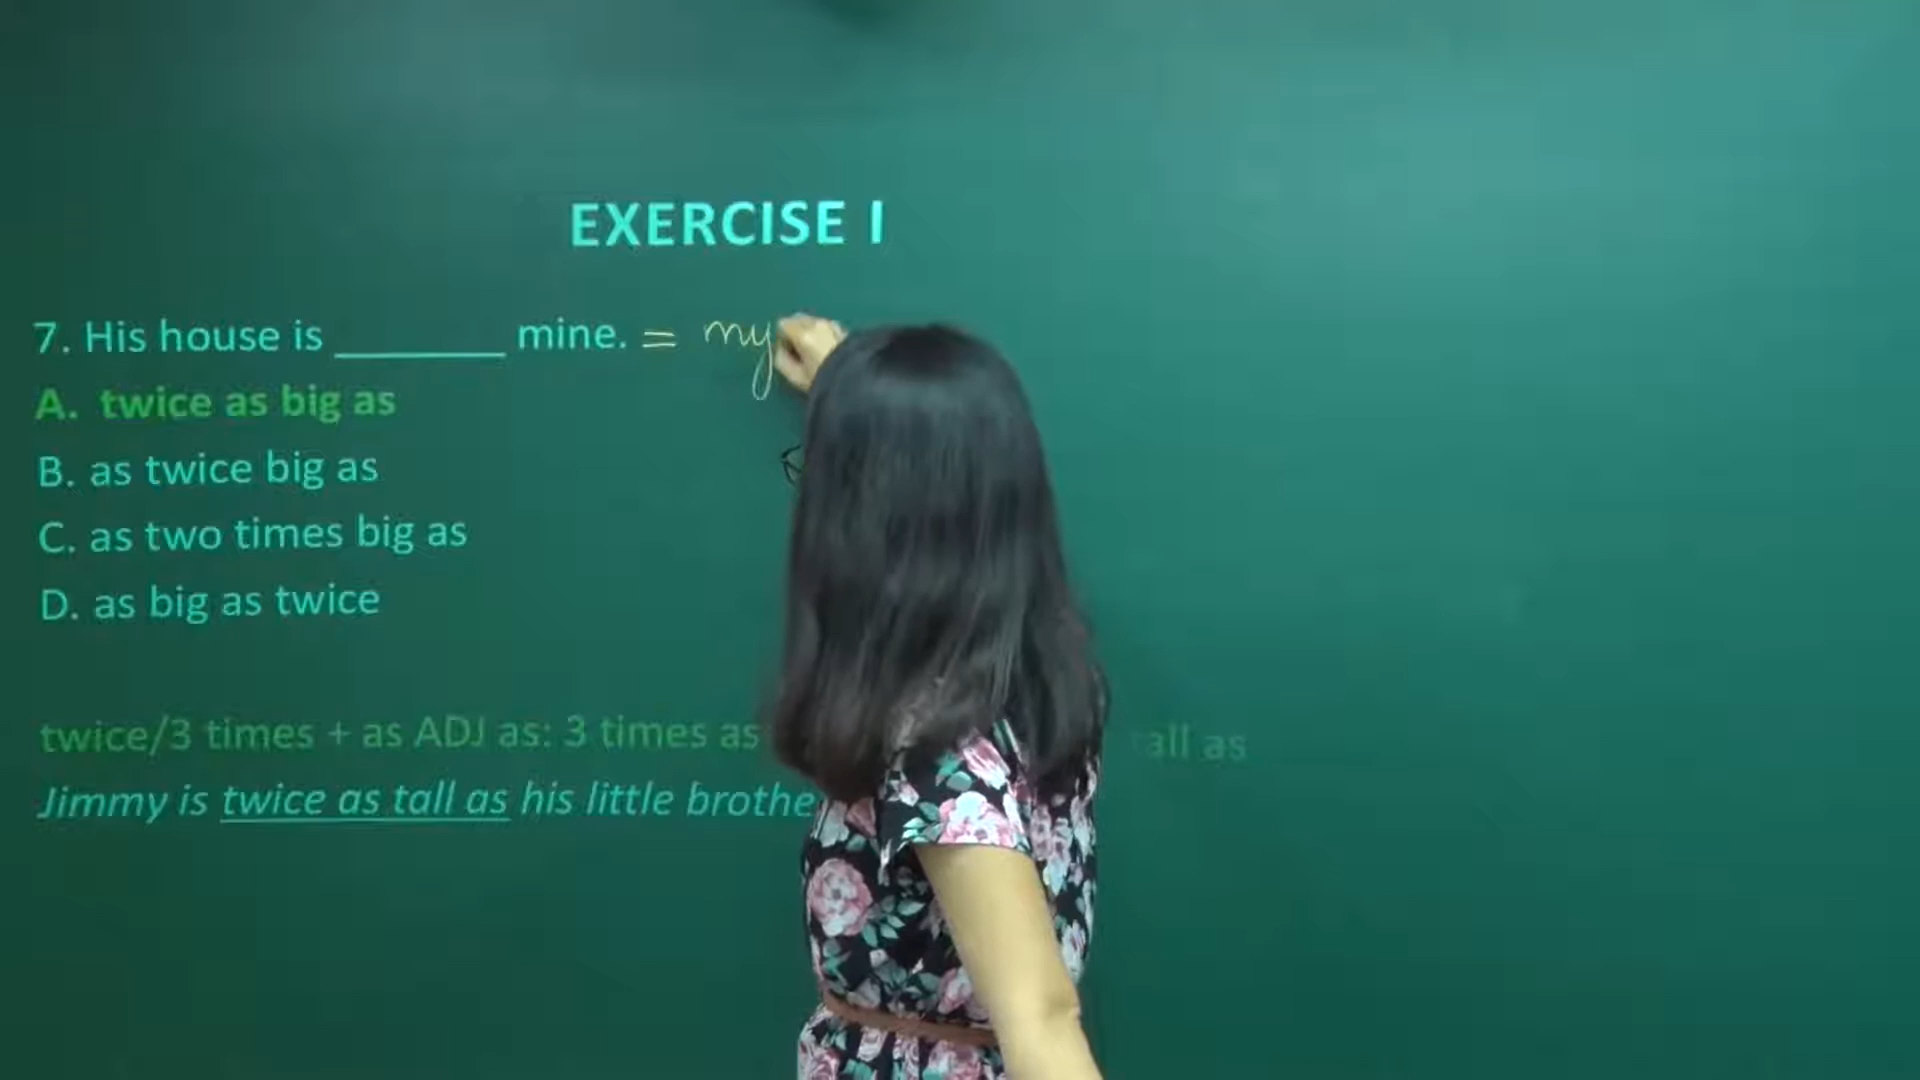 EXERCISE I
7. His house is ________ mine. = my
A. twice as big as
B. as twice big as
C. as two times big as
D. as big as twice
twice/3 times + as ADJ as: 3 times as all as
Jimmy is twice as tall as his little brothe